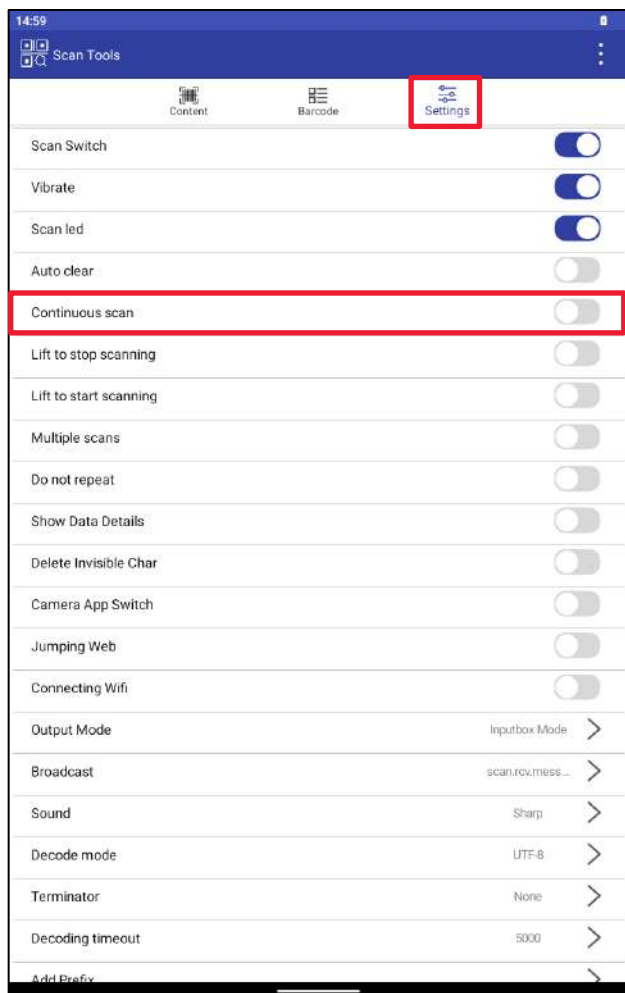 14:59
Scan Tools
Content Barcode Settings
Scan Switch
Vibrate
Scan led
Auto clear
Continuous scan
Lift to stop scanning
Lift to start scanning
Multiple scans
Do not repeat
Show Data Details
Delete Invisible Char
Camera App Switch
Jumping Web
Connecting Wifi
Output Mode Inputbox Mode
Broadcast scan.rcv.mess...
Sound Sharp
Decode mode UTF-8
Terminator None
Decoding timeout 5000
Add Prefix